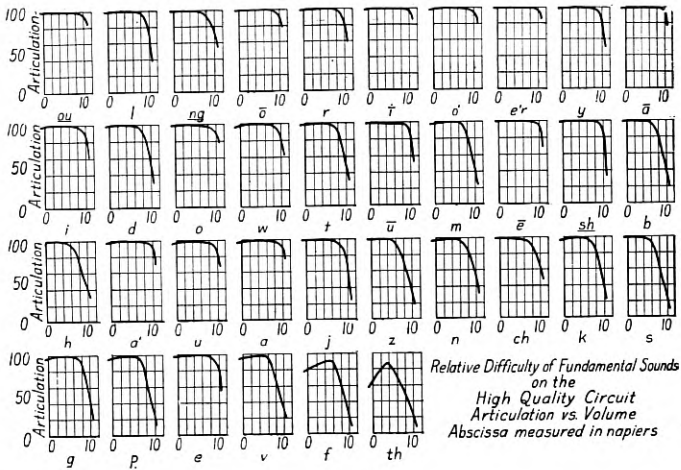 100
Articulation
50
0
0 10 0 10 0 10 0 10 0 10 0 10 0 10 0 10 0 10 0 10
ou l ng ō r ī o' e'r y ā
100
Articulation
50
0
0 10 0 10 0 10 0 10 0 10 0 10 0 10 0 10 0 10 0 10
i d o w t ū m ē sh b
100
Articulation
50
0
0 10 0 10 0 10 0 10 0 10 0 10 0 10 0 10 0 10 0 10
h a' u a j z n ch k s
100
Articulation
50
0
0 10 0 10 0 10 0 10 0 10 0 10
g p e v f th
Relative Difficulty of Fundamental Sounds
on the
High Quality Circuit
Articulation vs. Volume
Abscissa measured in napiers